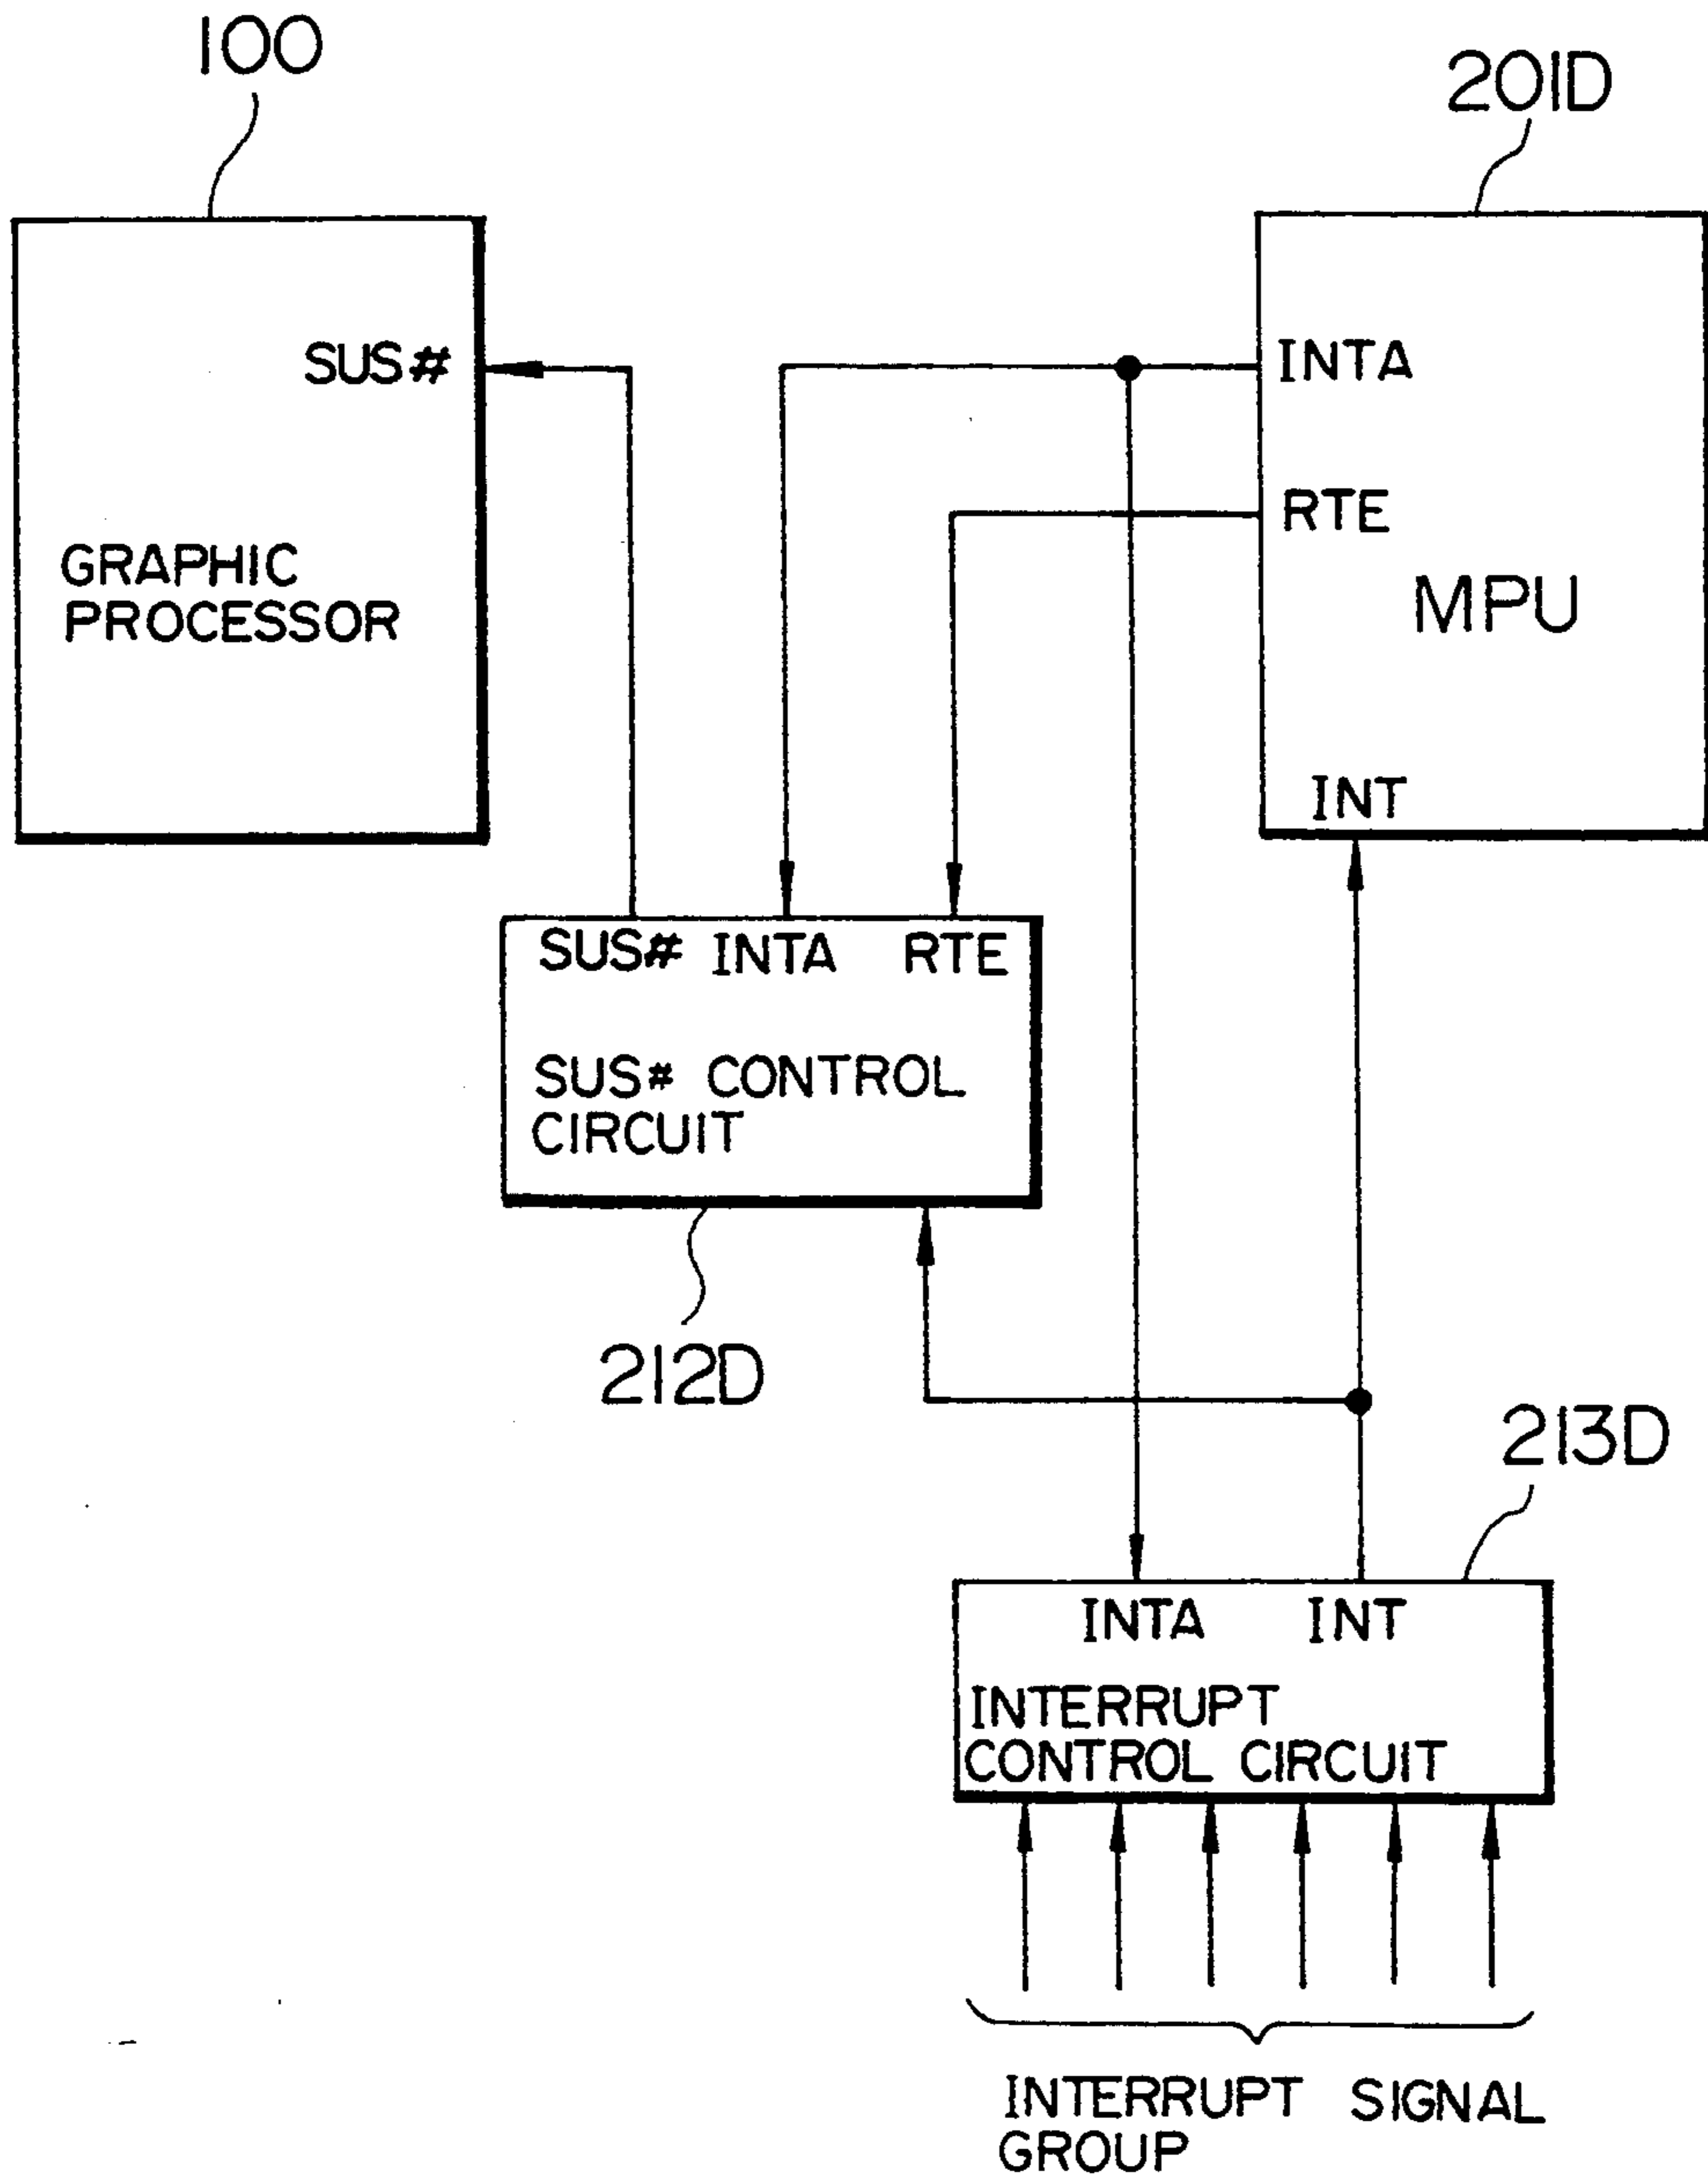 100
201D
SUS#
INTA
RTE
GRAPHIC
PROCESSOR
MPU
INT
SUS# INTA RTE
SUS# CONTROL
CIRCUIT
212D
213D
INTA INT
INTERRUPT
CONTROL CIRCUIT
INTERRUPT SIGNAL
GROUP